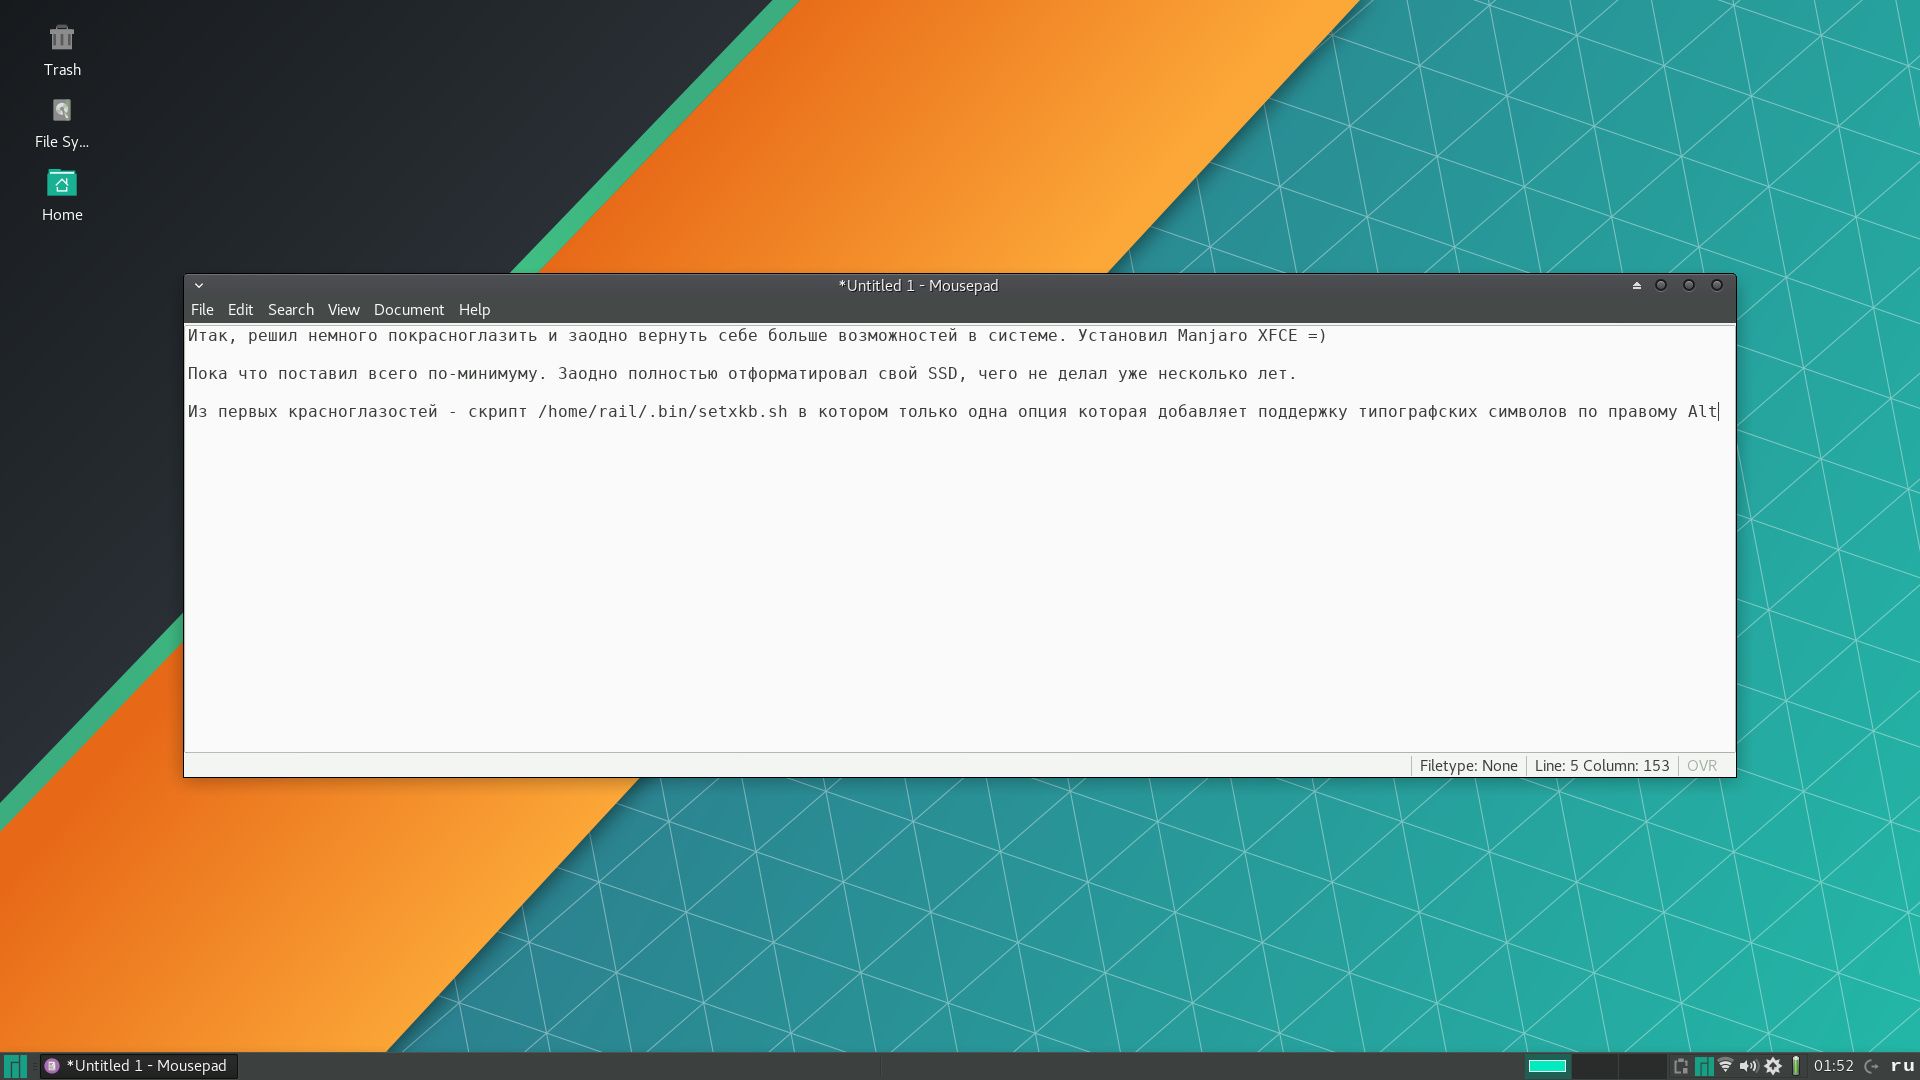 Trash
File Sy...
Home
*Untitled 1 - Mousepad
File Edit Search View Document Help
Итак, решил немного покрасноглазить и заодно вернуть себе больше возможностей в системе. Установил Manjaro XFCE =)
Пока что поставил всего по-минимуму. Заодно полностью отформатировал свой SSD, чего не делал уже несколько лет.
Из первых красноглазостей - скрипт /home/rail/.bin/setxkb.sh в котором только одна опция которая добавляет поддержку типографских символов по правому Alt
Filetype: None Line: 5 Column: 153 OVR
*Untitled 1 - Mousepad 01:52 ru